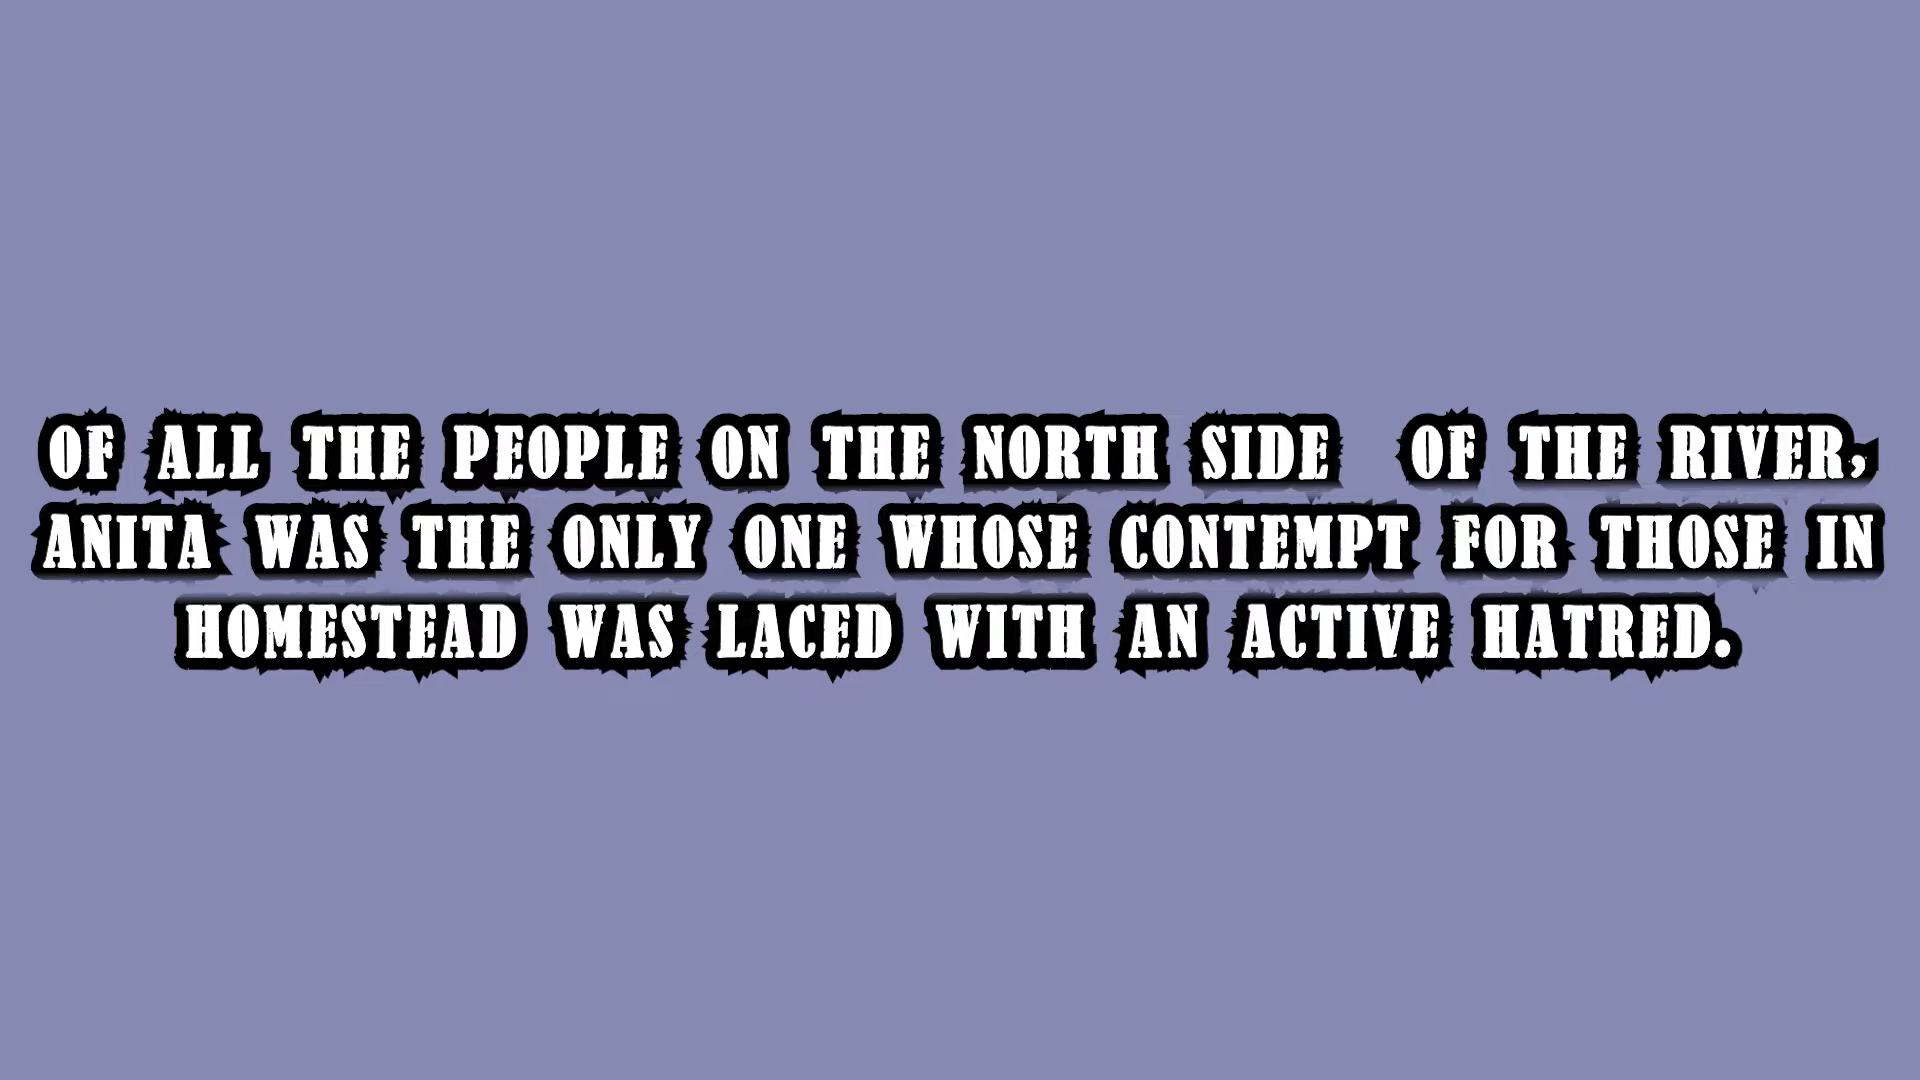 OF ALL THE PEOPLE ON THE NORTH SIDE  OF THE RIVER,
ANITA WAS THE ONLY ONE WHOSE CONTEMPT FOR THOSE IN
HOMESTEAD WAS LACED WITH AN ACTIVE HATRED.